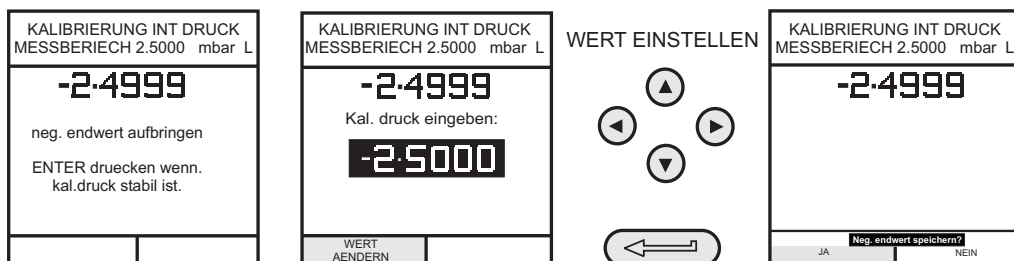 KALIBRIERUNG INT DRUCK
MESSBERIECH 2.5000 mbar L
-2.4999
neg. endwert aufbringen
ENTER druecken wenn.
kal.druck stabil ist.
KALIBRIERUNG INT DRUCK
MESSBERIECH 2.5000 mbar L
-2.4999
Kal. druck eingeben:
-2.5000
WERT
AENDERN
WERT EINSTELLEN
KALIBRIERUNG INT DRUCK
MESSBERIECH 2.5000 mbar L
-2.4999
Neg. endwert speichern?
JA
NEIN